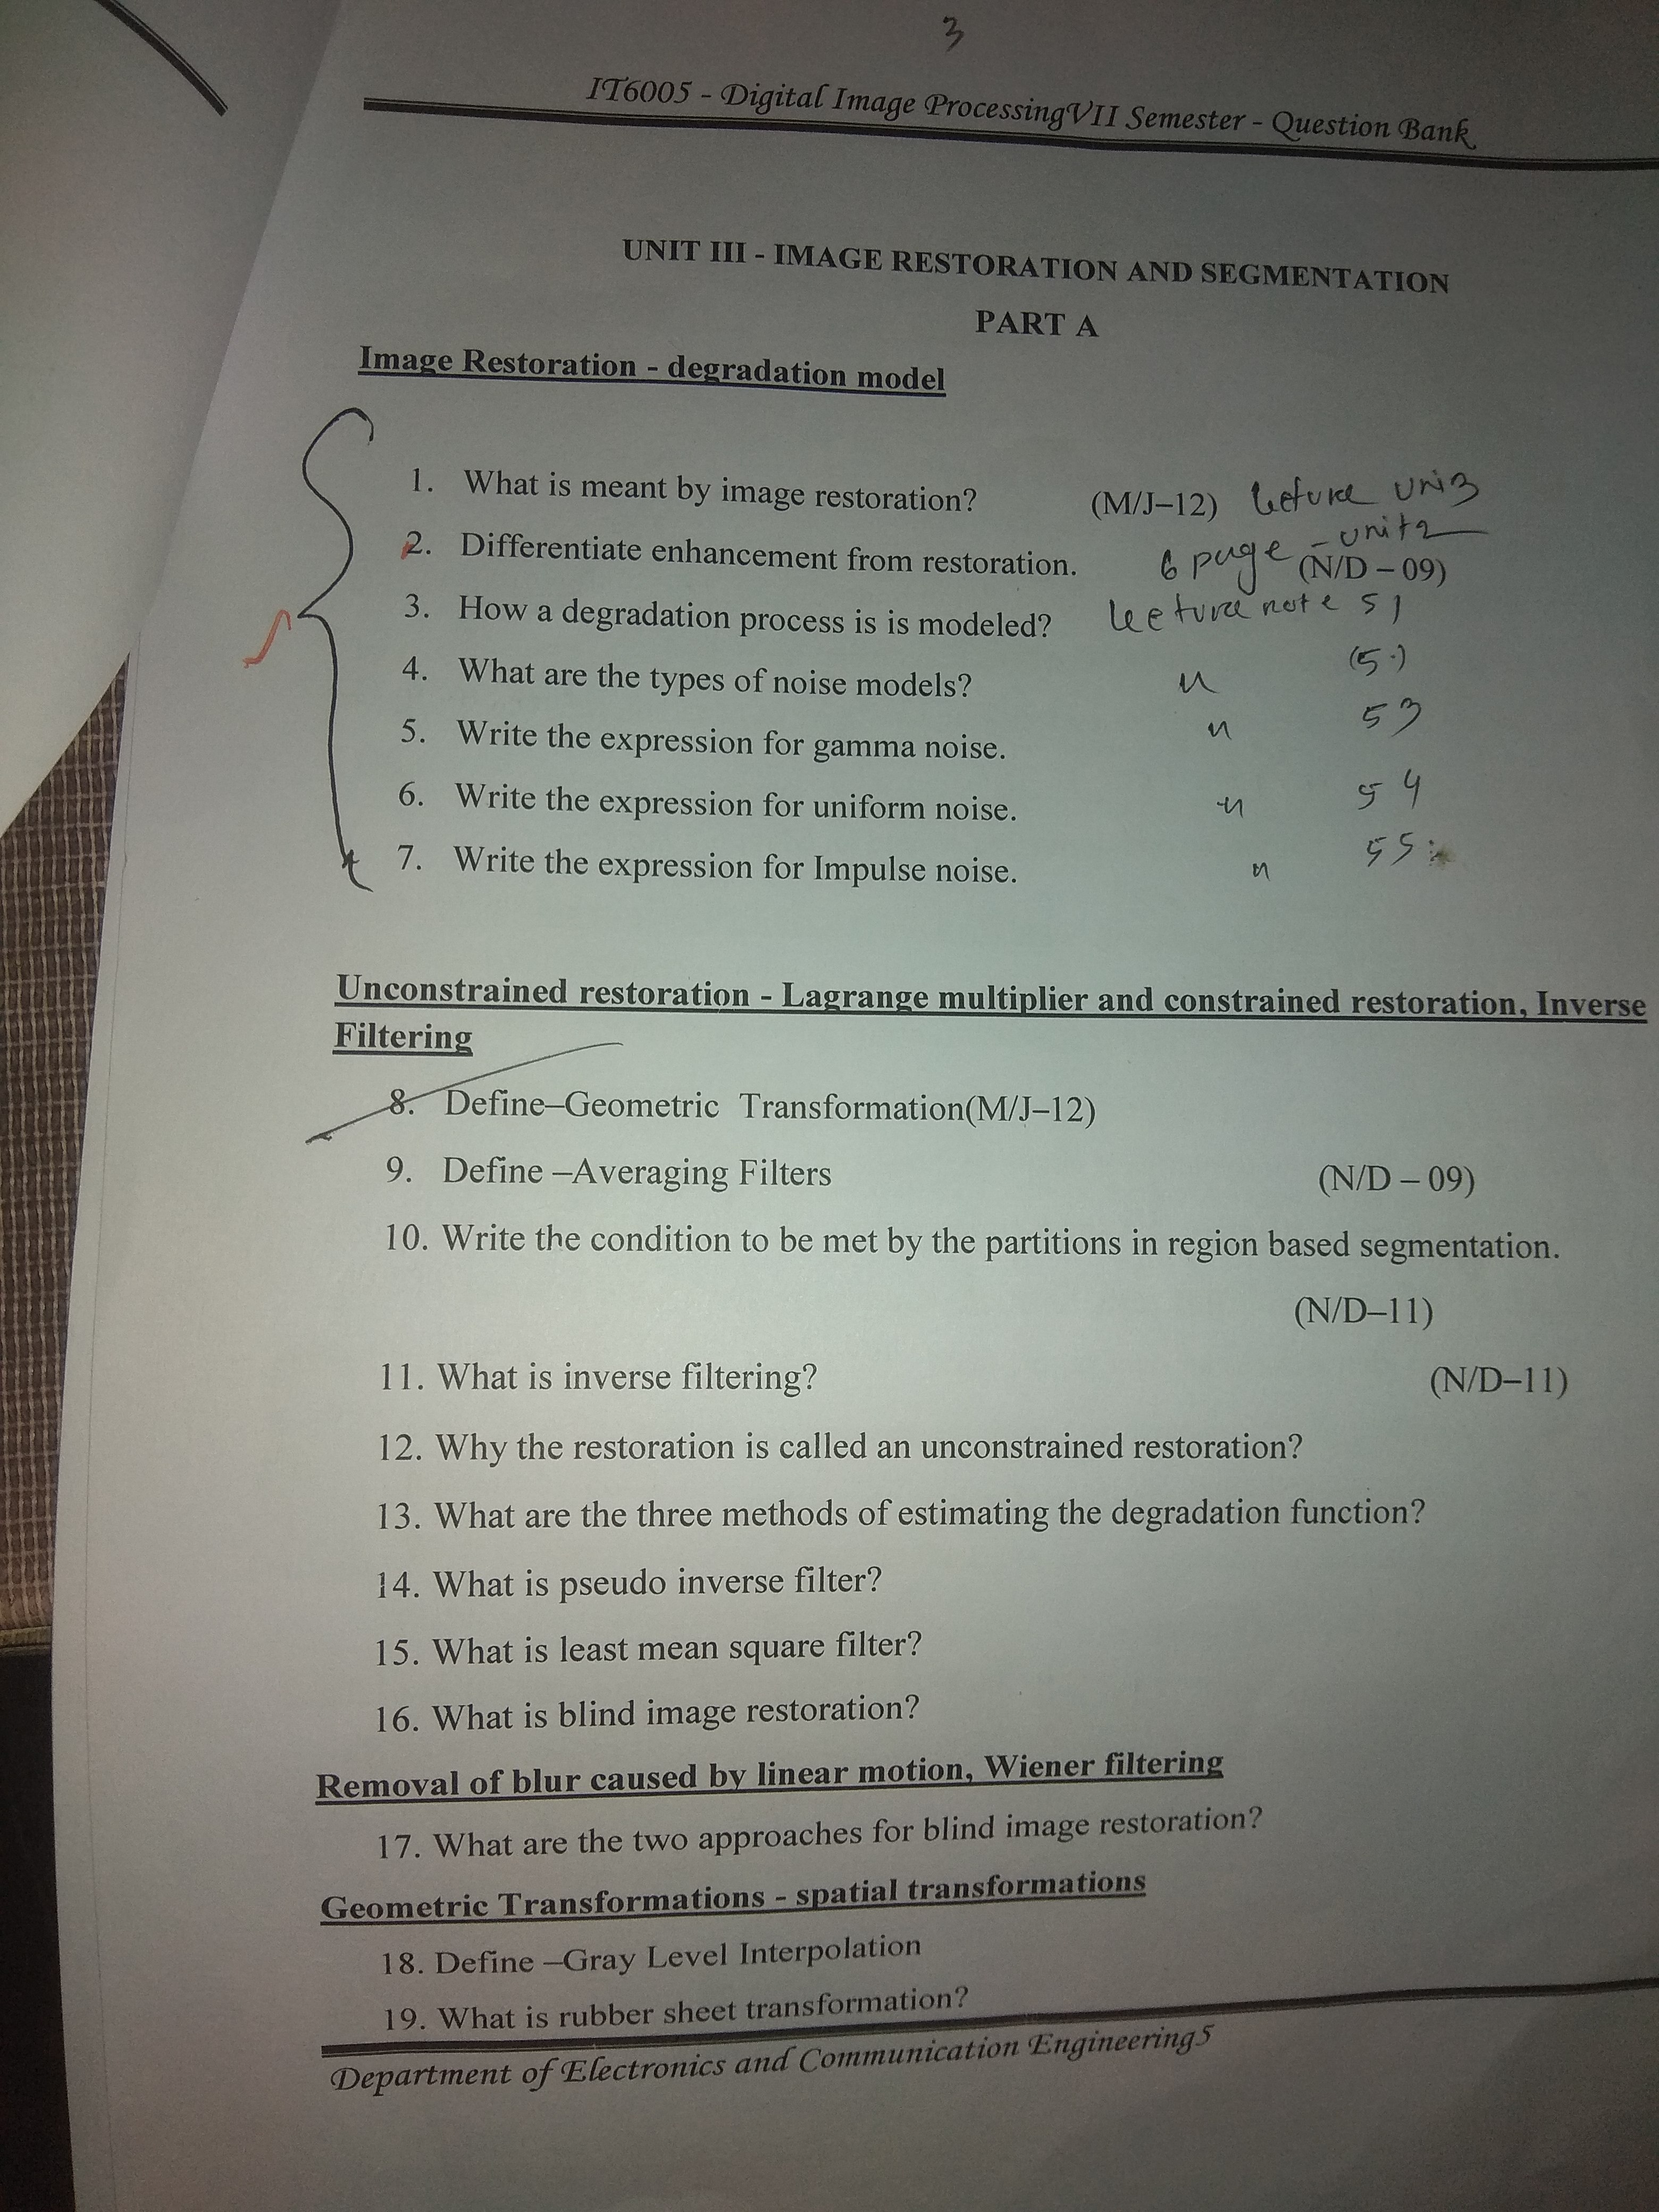 3
IT6005 - Digital Image ProcessingVII Semester - Question Bank
UNIT III - IMAGE RESTORATION AND SEGMENTATION
PART A
Image Restoration - degradation model
1. What is meant by image restoration? (M/J–12)
2. Differentiate enhancement from restoration. 6 page - unit2 (N/D – 09)
3. How a degradation process is is modeled? lecture note 51
4. What are the types of noise models?
5. Write the expression for gamma noise. 53
6. Write the expression for uniform noise. 54
7. Write the expression for Impulse noise. 55
Unconstrained restoration - Lagrange multiplier and constrained restoration, Inverse
Filtering
8. Define–Geometric Transformation(M/J–12)
9. Define –Averaging Filters (N/D – 09)
10. Write the condition to be met by the partitions in region based segmentation.
(N/D–11)
11. What is inverse filtering? (N/D–11)
12. Why the restoration is called an unconstrained restoration?
13. What are the three methods of estimating the degradation function?
14. What is pseudo inverse filter?
15. What is least mean square filter?
16. What is blind image restoration?
Removal of blur caused by linear motion, Wiener filtering
17. What are the two approaches for blind image restoration?
Geometric Transformations - spatial transformations
18. Define –Gray Level Interpolation
19. What is rubber sheet transformation?
Department of Electronics and Communication Engineering5